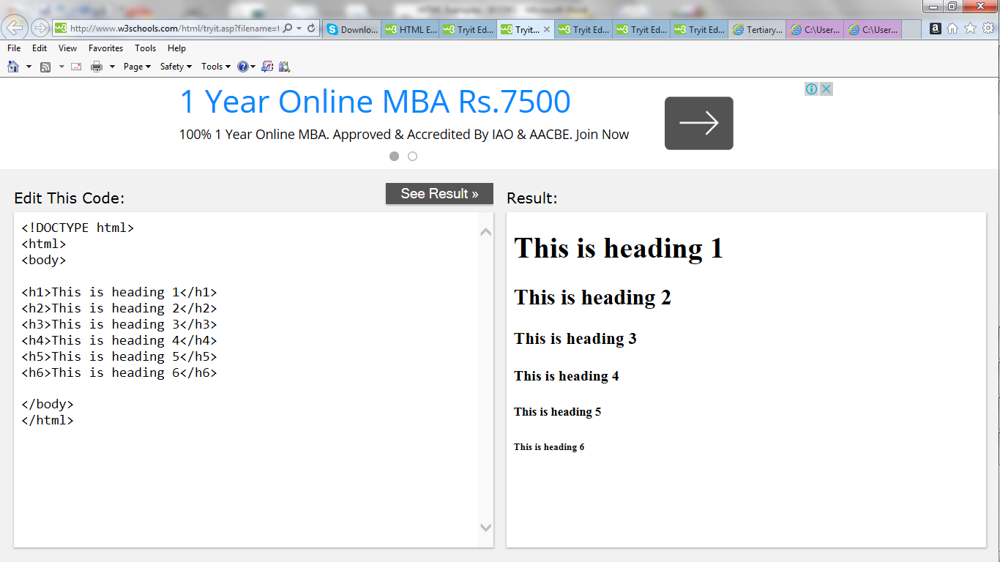 http://www.w3schools.com/html/tryit.asp?filename=t
Downlo...
HTML E...
Tryit Ed...
Tryit...
Tryit Ed...
Tryit Ed...
Tryit Ed...
Tertiary...
C:\User...
C:\User...
File Edit View Favorites Tools Help
Page Safety Tools
1 Year Online MBA Rs.7500
100% 1 Year Online MBA. Approved & Accredited By IAO & AACBE. Join Now
Edit This Code:
See Result »
<!DOCTYPE html>
<html>
<body>
<h1>This is heading 1</h1>
<h2>This is heading 2</h2>
<h3>This is heading 3</h3>
<h4>This is heading 4</h4>
<h5>This is heading 5</h5>
<h6>This is heading 6</h6>
</body>
</html>
Result:
This is heading 1
This is heading 2
This is heading 3
This is heading 4
This is heading 5
This is heading 6